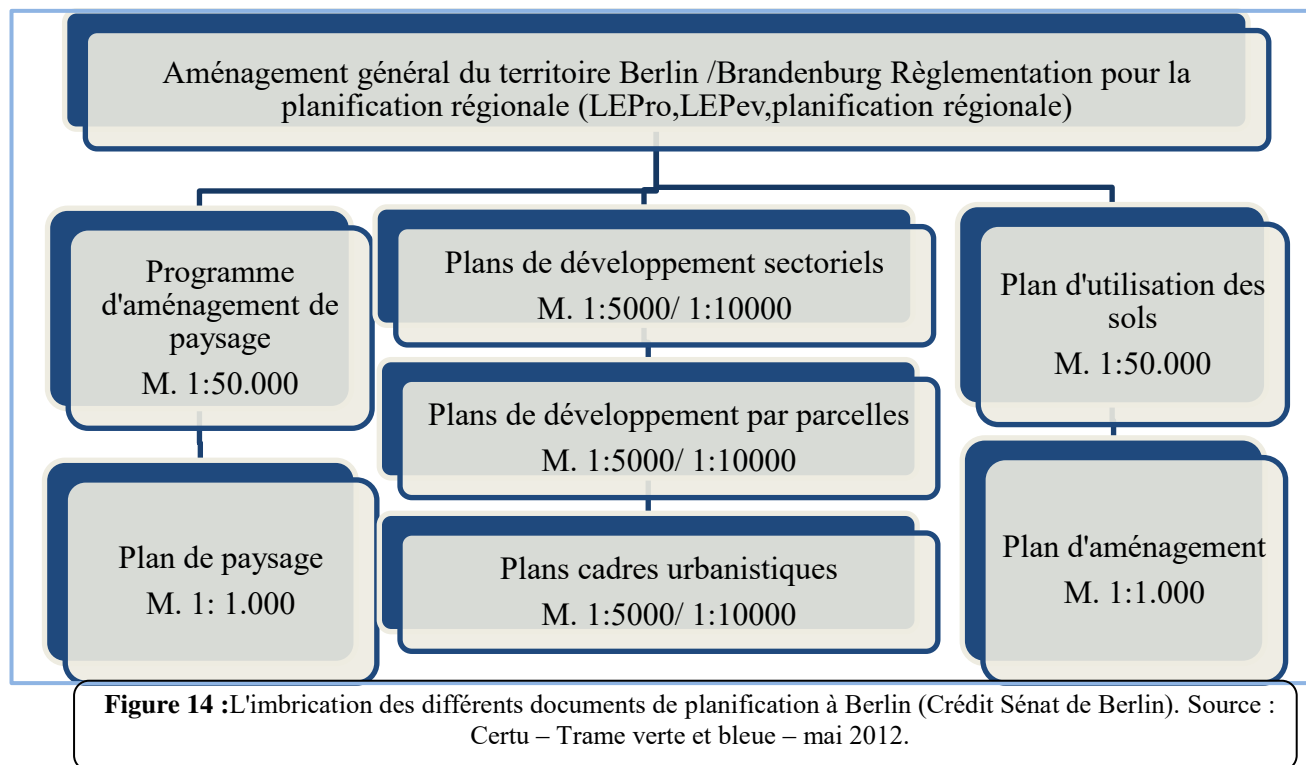 Aménagement général du territoire Berlin /Brandenburg Règlementation pour la
planification régionale (LEPro,LEPev,planification régionale)
Programme
d'aménagement de
paysage
M. 1:50.000
Plan de paysage
M. 1: 1.000
Plans de développement sectoriels
M. 1:5000/ 1:10000
Plans de développement par parcelles
M. 1:5000/ 1:10000
Plans cadres urbanistiques
M. 1:5000/ 1:10000
Plan d'utilisation des
sols
M. 1:50.000
Plan d'aménagement
M. 1:1.000
Figure 14 :L'imbrication des différents documents de planification à Berlin (Crédit Sénat de Berlin). Source :
Certu – Trame verte et bleue – mai 2012.